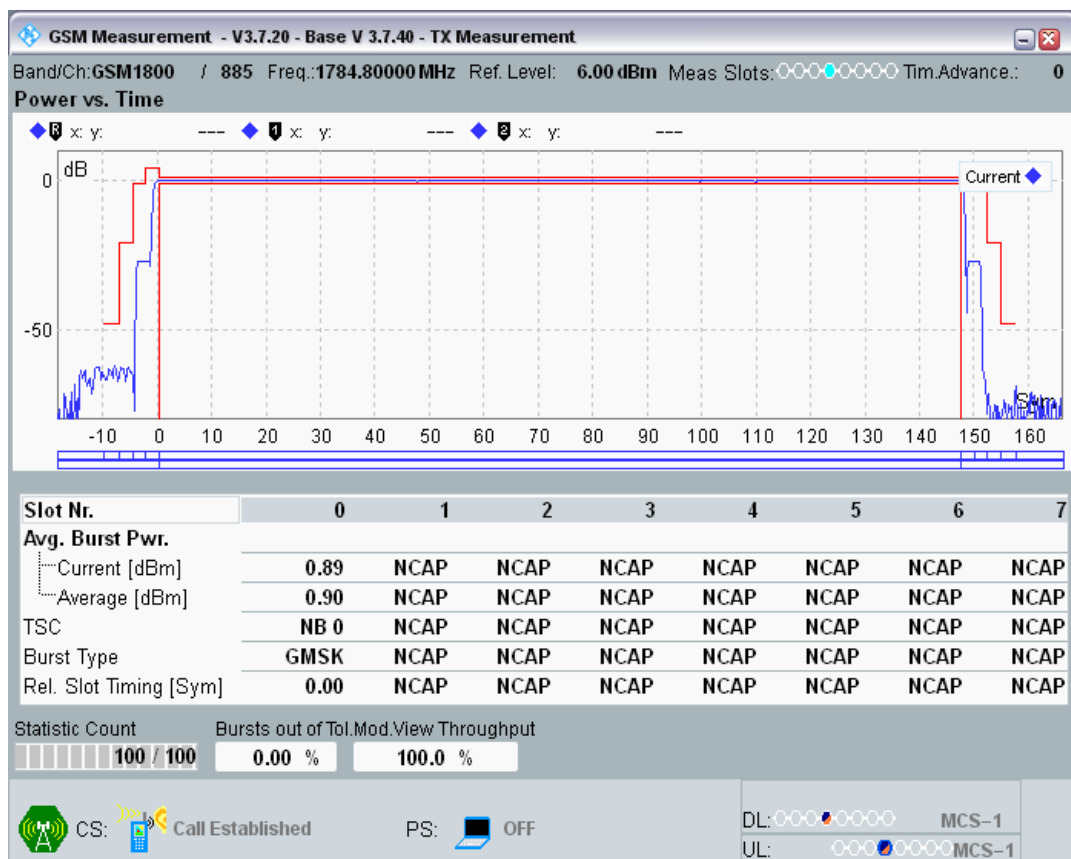 GSM Measurement - V3.7.20 - Base V 3.7.40 - TX Measurement
Band/Ch:GSM1800 / 885 Freq.:1784.80000 MHz Ref. Level: 6.00 dBm Meas Slots: Tim.Advance.: 0
Power vs. Time
R x: y: --- 1 x: y: --- 2 x: y: ---
dB
Current
0
-50
Sym
-10 0 10 20 30 40 50 60 70 80 90 100 110 120 130 140 150 160
Slot Nr. 0 1 2 3 4 5 6 7
Avg. Burst Pwr.
Current [dBm] 0.89 NCAP NCAP NCAP NCAP NCAP NCAP NCAP
Average [dBm] 0.90 NCAP NCAP NCAP NCAP NCAP NCAP NCAP
TSC NB 0 NCAP NCAP NCAP NCAP NCAP NCAP NCAP
Burst Type GMSK NCAP NCAP NCAP NCAP NCAP NCAP NCAP
Rel. Slot Timing [Sym] 0.00 NCAP NCAP NCAP NCAP NCAP NCAP NCAP
Statistic Count Bursts out of Tol.Mod.View Throughput
100 / 100 0.00 % 100.0 %
CS: Call Established PS: OFF
DL: MCS-1
UL: MCS-1